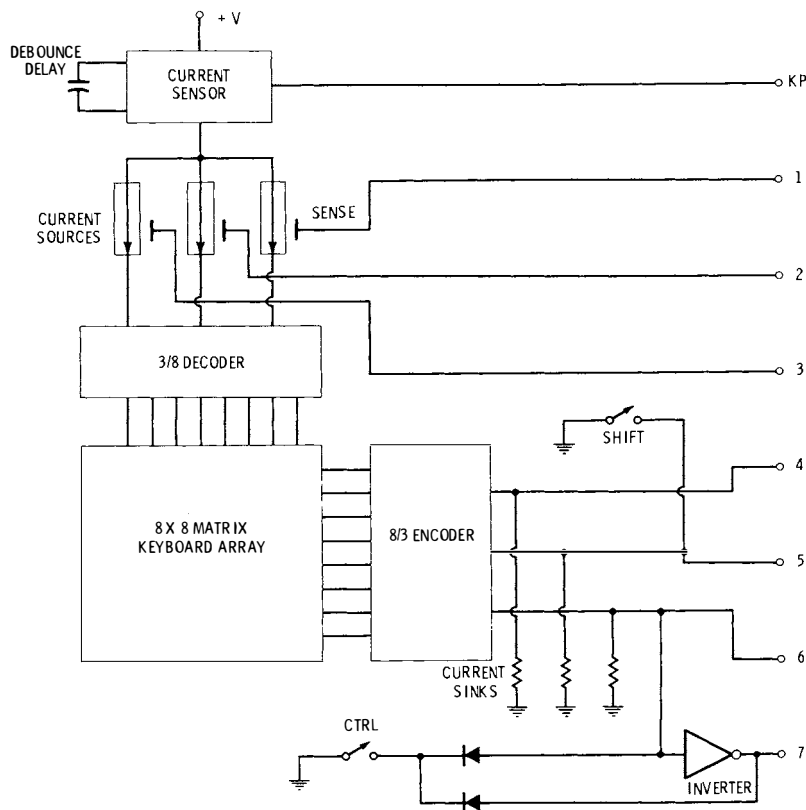 + V
DEBOUNCE
DELAY
CURRENT
SENSOR
KP
1
SENSE
CURRENT
SOURCES
2
3/8 DECODER
3
SHIFT
4
8 X 8 MATRIX
KEYBOARD ARRAY
8/3 ENCODER
5
6
CURRENT
SINKS
CTRL
7
INVERTER